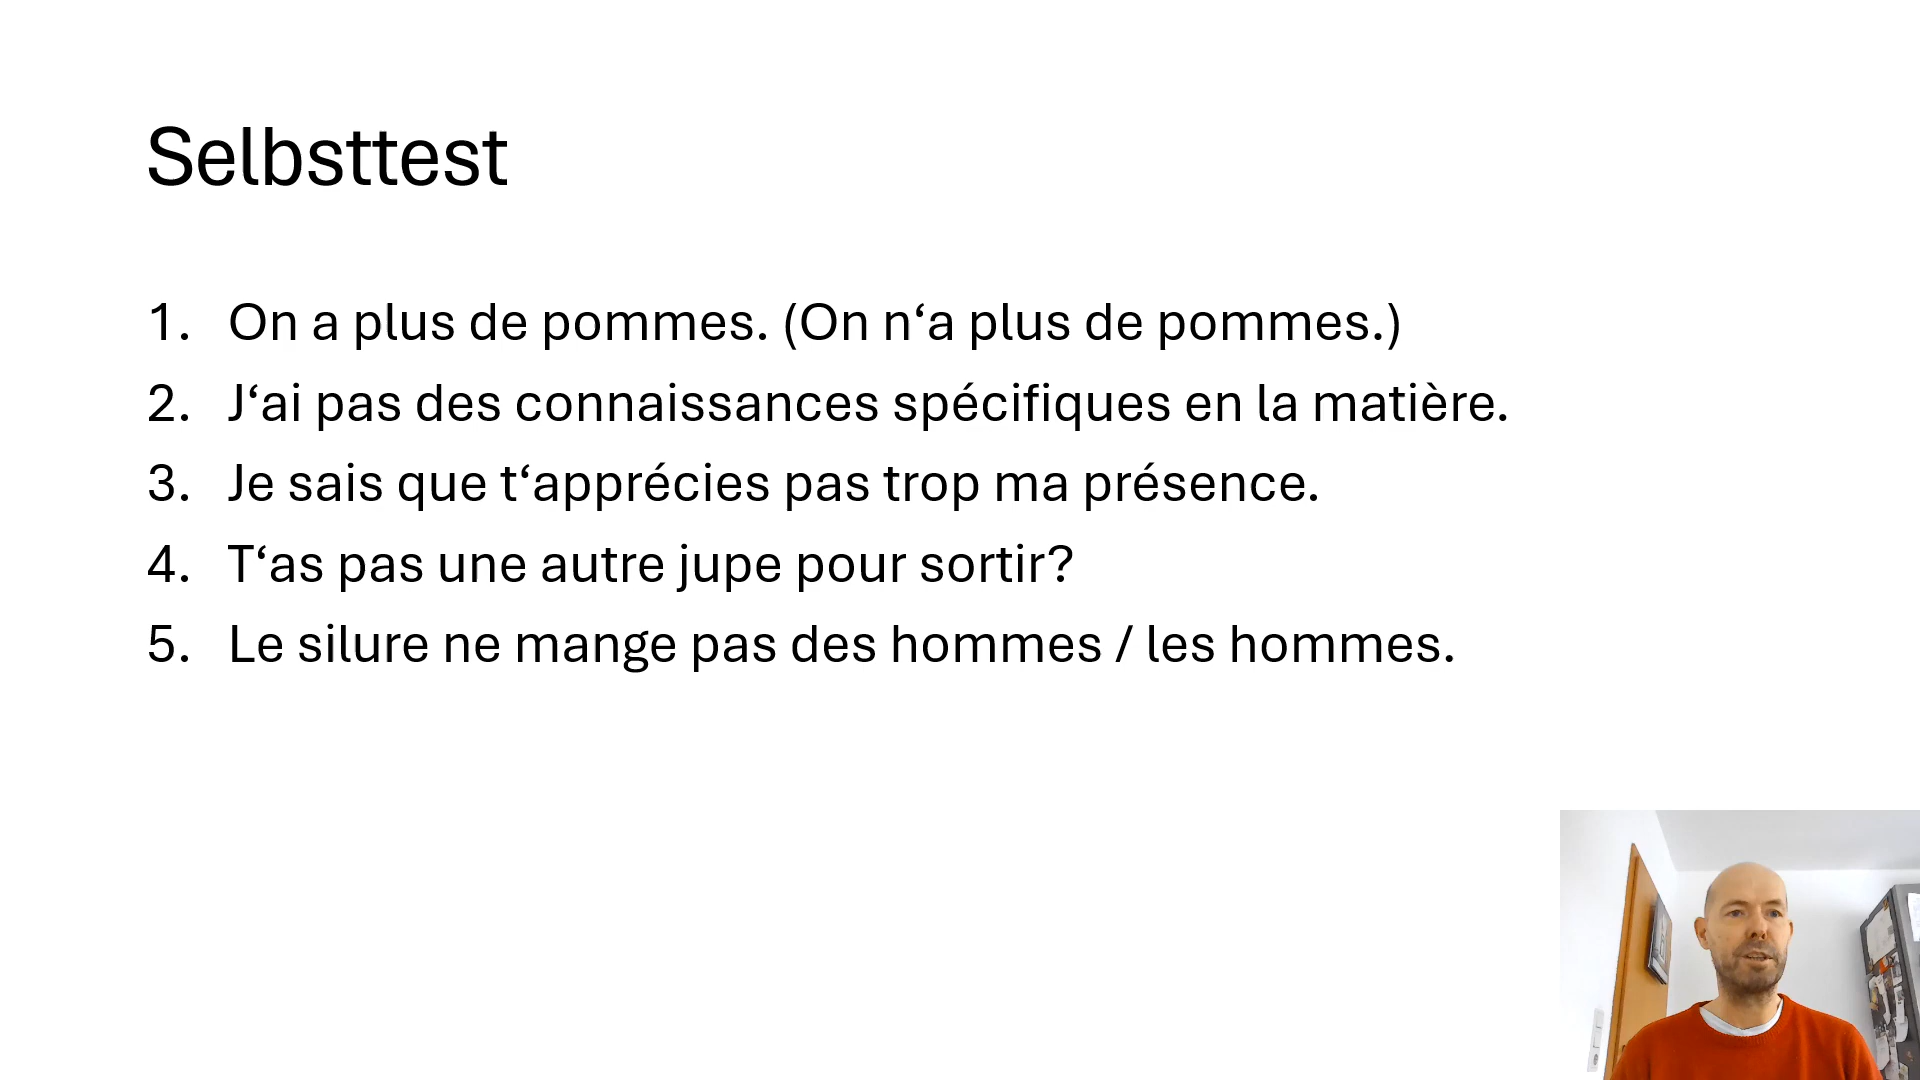 Selbsttest
1. On a plus de pommes. (On n‘a plus de pommes.)
2. J‘ai pas des connaissances spécifiques en la matière.
3. Je sais que t‘apprécies pas trop ma présence.
4. T‘as pas une autre jupe pour sortir?
5. Le silure ne mange pas des hommes / les hommes.